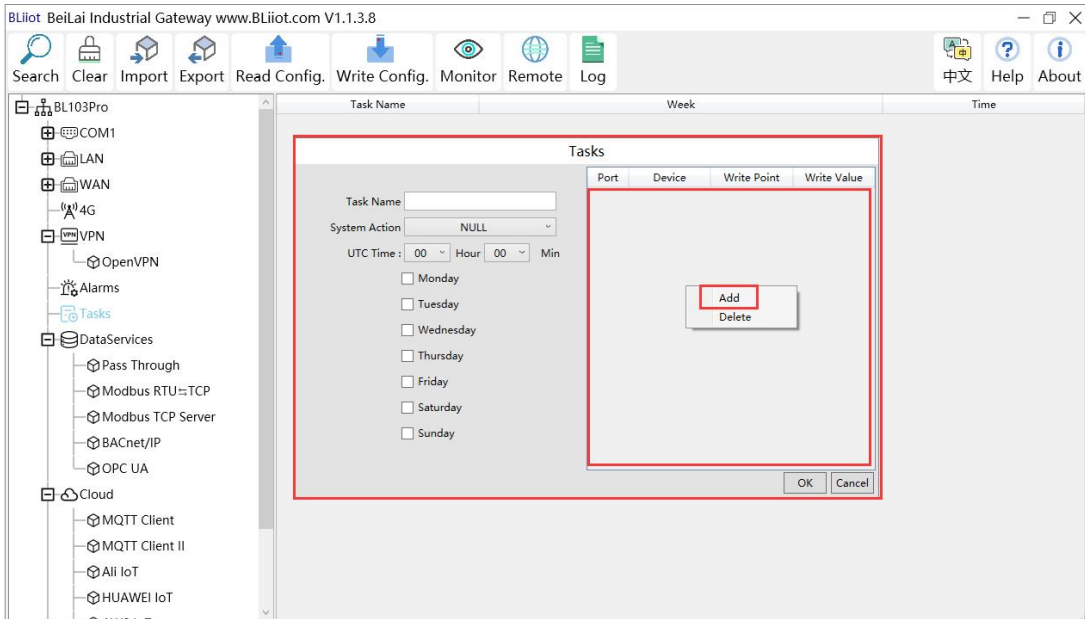 BLiiot BeiLai Industrial Gateway www.BLiiot.com V1.1.3.8
Search Clear Import Export Read Config. Write Config. Monitor Remote Log 中文 Help About
BL103Pro
COM1
LAN
WAN
4G
VPN
OpenVPN
Alarms
Tasks
DataServices
Pass Through
Modbus RTU⇆TCP
Modbus TCP Server
BACnet/IP
OPC UA
Cloud
MQTT Client
MQTT Client II
Ali IoT
HUAWEI IoT
Task Name Week Time
Tasks
Task Name
System Action NULL
UTC Time : 00 Hour 00 Min
Monday
Tuesday
Wednesday
Thursday
Friday
Saturday
Sunday
Port Device Write Point Write Value
Add
Delete
OK Cancel